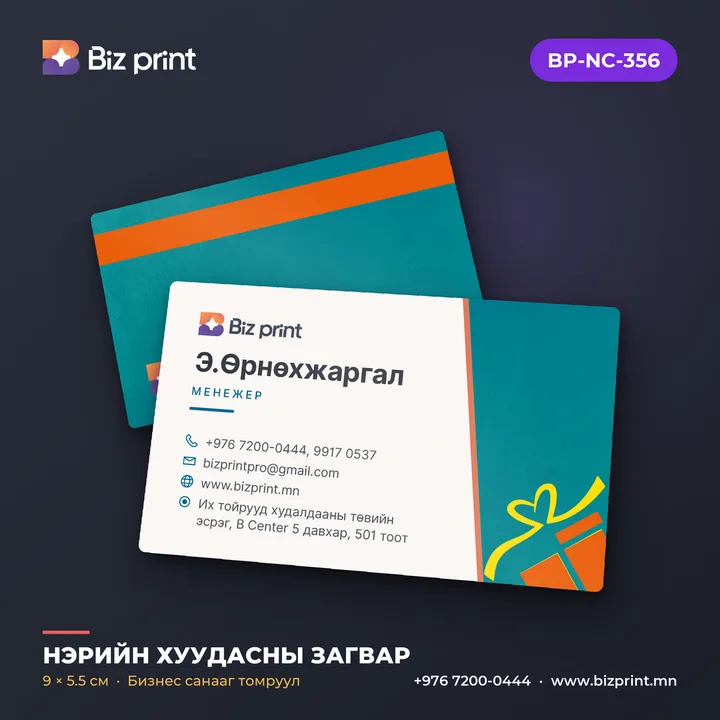 Biz print
BP-NC-356
Biz print
Э.Өрнөхжаргал
МЕНЕЖЕР
+976 7200-0444, 9917 0537
bizprintpro@gmail.com
www.bizprint.mn
Их тойрууд худалдааны төвийн
эсрэг, B Center 5 давхар, 501 тоот
НЭРИЙН ХУУДАСНЫ ЗАГВАР
9 × 5.5 см · Бизнес санааг томруул
+976 7200-0444 · www.bizprint.mn